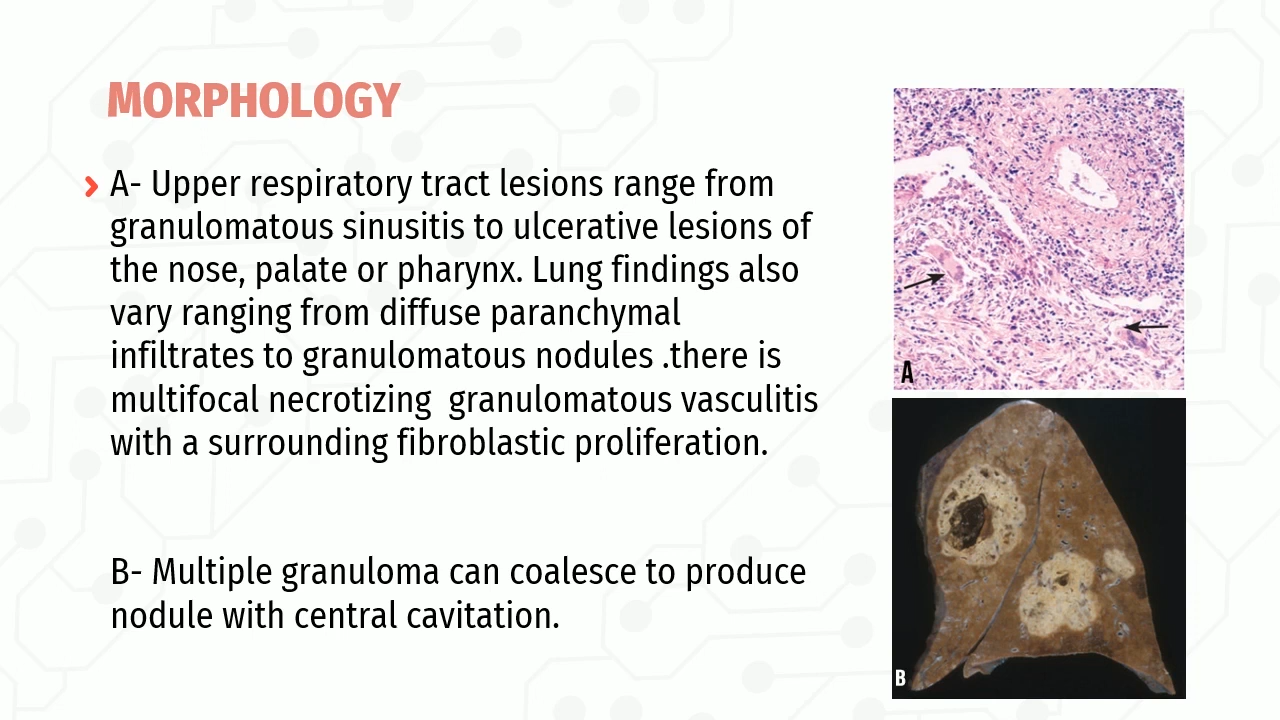 MORPHOLOGY
A- Upper respiratory tract lesions range from
granulomatous sinusitis to ulcerative lesions of
the nose, palate or pharynx. Lung findings also
vary ranging from diffuse paranchymal
infiltrates to granulomatous nodules .there is
multifocal necrotizing  granulomatous vasculitis
with a surrounding fibroblastic proliferation.
B- Multiple granuloma can coalesce to produce
nodule with central cavitation.
A
B